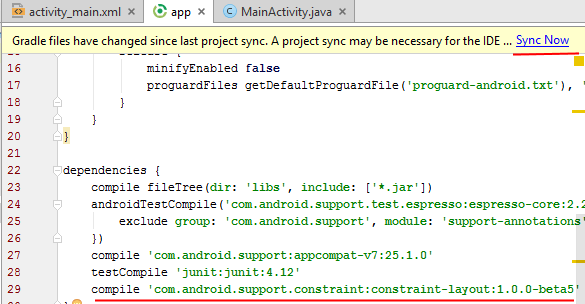 activity_main.xml × app × MainActivity.java ×
Gradle files have changed since last project sync. A project sync may be necessary for the IDE ... Sync Now
16 minifyEnabled false
17 proguardFiles getDefaultProguardFile('proguard-android.txt'), '
18 }
19 }
20 }
21
22 dependencies {
23 compile fileTree(dir: 'libs', include: ['*.jar'])
24 androidTestCompile('com.android.support.test.espresso:espresso-core:2.2
25 exclude group: 'com.android.support', module: 'support-annotations'
26 })
27 compile 'com.android.support:appcompat-v7:25.1.0'
28 testCompile 'junit:junit:4.12'
29 compile 'com.android.support.constraint:constraint-layout:1.0.0-beta5'